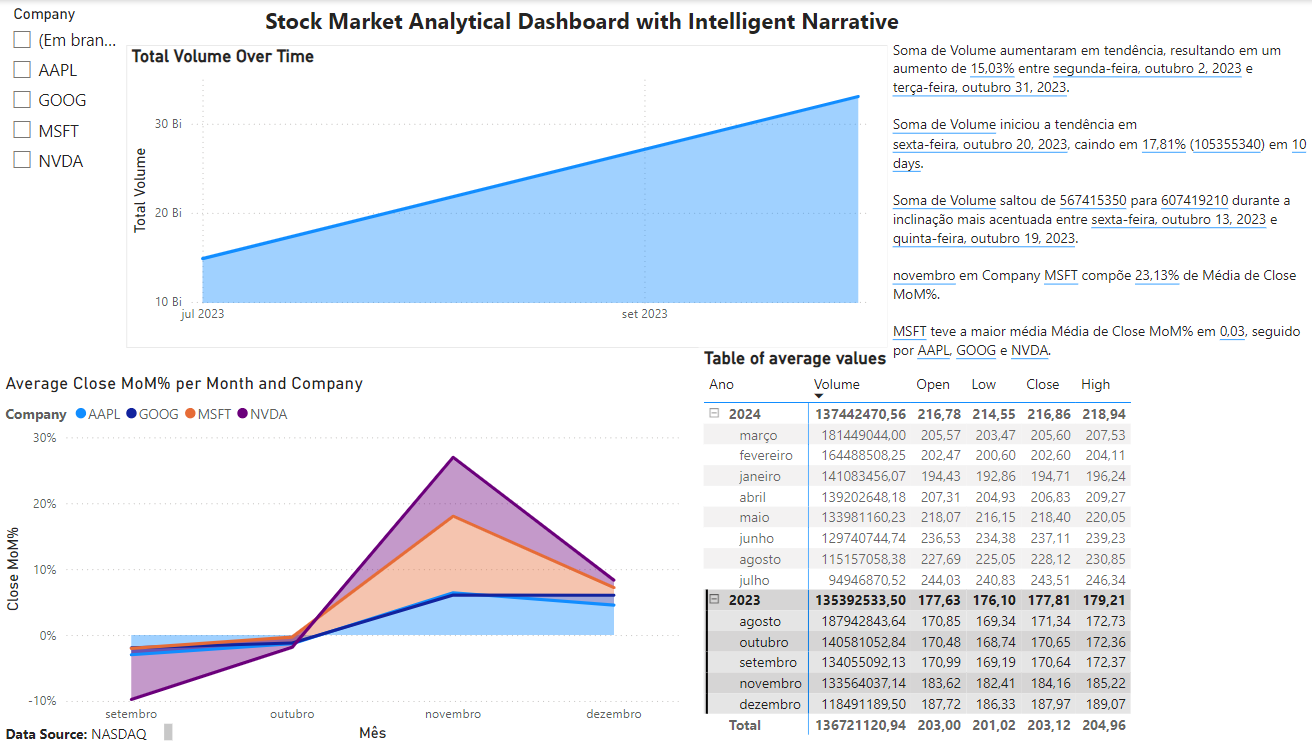 Stock Market Analytical Dashboard with Intelligent Narrative
Company
(Em bran...
AAPL
GOOG
MSFT
NVDA
Total Volume Over Time
Total Volume
30 Bi
20 Bi
10 Bi
jul 2023
set 2023
Soma de Volume aumentaram em tendência, resultando em um
aumento de 15,03% entre segunda-feira, outubro 2, 2023 e
terça-feira, outubro 31, 2023.
Soma de Volume iniciou a tendência em
sexta-feira, outubro 20, 2023, caindo em 17,81% (105355340) em 10
days.
Soma de Volume saltou de 567415350 para 607419210 durante a
inclinação mais acentuada entre sexta-feira, outubro 13, 2023 e
quinta-feira, outubro 19, 2023.
novembro em Company MSFT compõe 23,13% de Média de Close
MoM%.
MSFT teve a maior média Média de Close MoM% em 0,03, seguido
por AAPL, GOOG e NVDA.
Average Close MoM% per Month and Company
Company AAPL GOOG MSFT NVDA
Close MoM%
30%
20%
10%
0%
-10%
setembro outubro novembro dezembro
Mês
Data Source: NASDAQ
Table of average values
Ano Volume Open Low Close High
2024 137442470,56 216,78 214,55 216,86 218,94
março 181449044,00 205,57 203,47 205,60 207,53
fevereiro 164488508,25 202,47 200,60 202,60 204,11
janeiro 141083456,07 194,43 192,86 194,71 196,24
abril 139202648,18 207,31 204,93 206,83 209,27
maio 133981160,23 218,07 216,15 218,40 220,05
junho 129740744,74 236,53 234,38 237,11 239,23
agosto 115157058,38 227,69 225,05 228,12 230,85
julho 94946870,52 244,03 240,83 243,51 246,34
2023 135392533,50 177,63 176,10 177,81 179,21
agosto 187942843,64 170,85 169,34 171,34 172,73
outubro 140581052,84 170,48 168,74 170,65 172,36
setembro 134055092,13 170,99 169,19 170,64 172,37
novembro 133564037,14 183,62 182,41 184,16 185,22
dezembro 118491189,50 187,72 186,33 187,97 189,07
Total 136721120,94 203,00 201,02 203,12 204,96